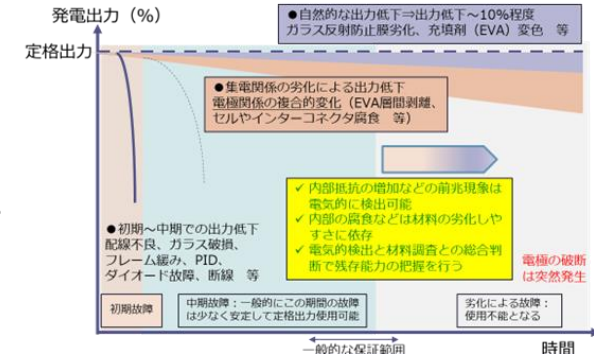 発電出力（%）
●自然的な出力低下⇒出力低下～10%程度
ガラス反射防止膜劣化、充填剤（EVA）変色　等
定格出力
●集電関係の劣化による出力低下
電極関係の複合的変化（EVA層間剥離、
セルやインターコネクタ腐食　等）
✓ 内部抵抗の増加などの前兆現象は
電気的に検出可能
✓ 内部の腐食などは材料の劣化しや
すさに依存
✓ 電気的検出と材料調査との総合判
断で残存能力の把握を行う
●初期～中期での出力低下
配線不良、ガラス破損、
フレーム緩み、PID、
ダイオード故障、断線　等
電極の破断
は突然発生
初期故障
中期故障：一般的にこの期間の故障
は少なく安定して定格出力使用可能
劣化による故障：
使用不能となる
一般的な保証範囲
時間